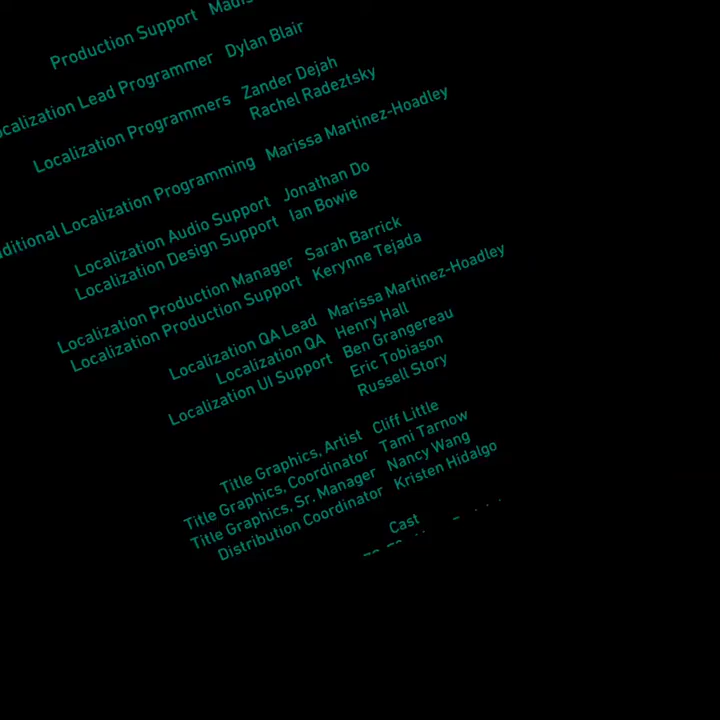 Production Support Madis
ocalization Lead Programmer Dylan Blair
Localization Programmers Zander Dejah
Rachel Radeztsky
ditional Localization Programming Marissa Martinez-Hoadley
Localization Audio Support Jonathan Do
Localization Design Support Ian Bowie
Localization Production Manager Sarah Barrick
Localization Production Support Kerynne Tejada
Localization QA Lead Marissa Martinez-Hoadley
Localization QA Henry Hall
Localization UI Support Ben Grangereau
Eric Tobiason
Russell Story
Title Graphics, Artist Cliff Little
Title Graphics, Coordinator Tami Tarnow
Title Graphics, Sr. Manager Nancy Wang
Distribution Coordinator Kristen Hidalgo
Cast